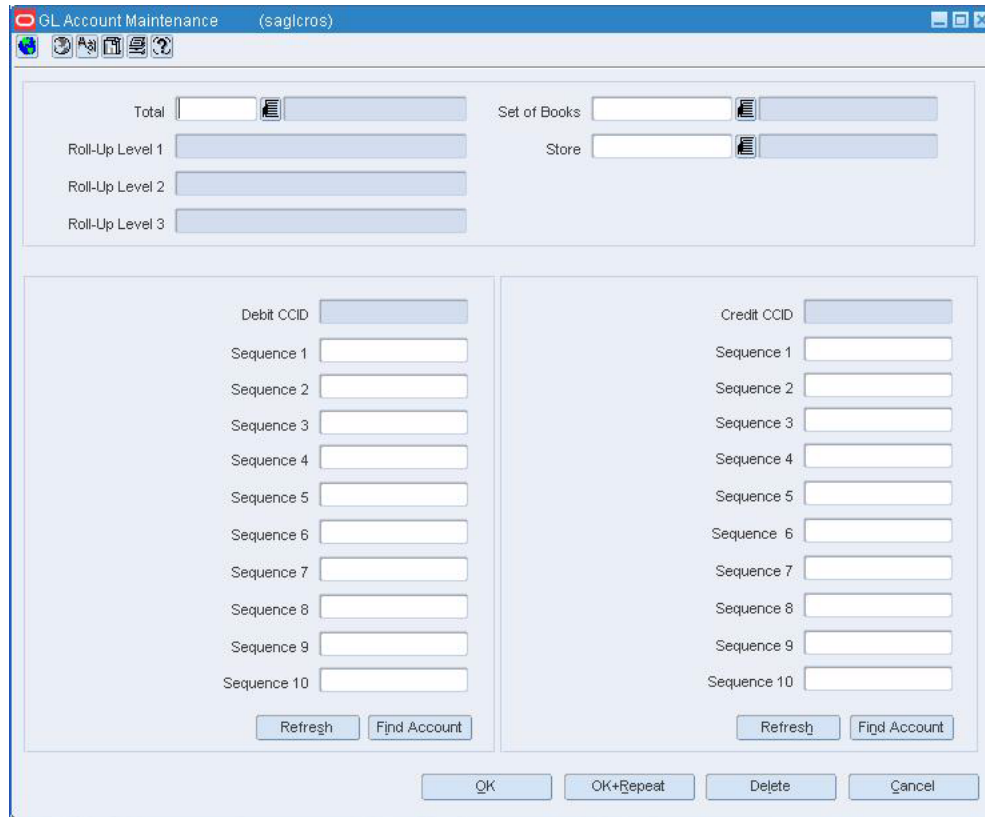 GL Account Maintenance (saglcros)
Total
Set of Books
Roll-Up Level 1
Store
Roll-Up Level 2
Roll-Up Level 3
Debit CCID
Sequence 1
Sequence 2
Sequence 3
Sequence 4
Sequence 5
Sequence 6
Sequence 7
Sequence 8
Sequence 9
Sequence 10
Refresh Find Account
Credit CCID
Sequence 1
Sequence 2
Sequence 3
Sequence 4
Sequence 5
Sequence 6
Sequence 7
Sequence 8
Sequence 9
Sequence 10
Refresh Find Account
OK OK+Repeat Delete Cancel